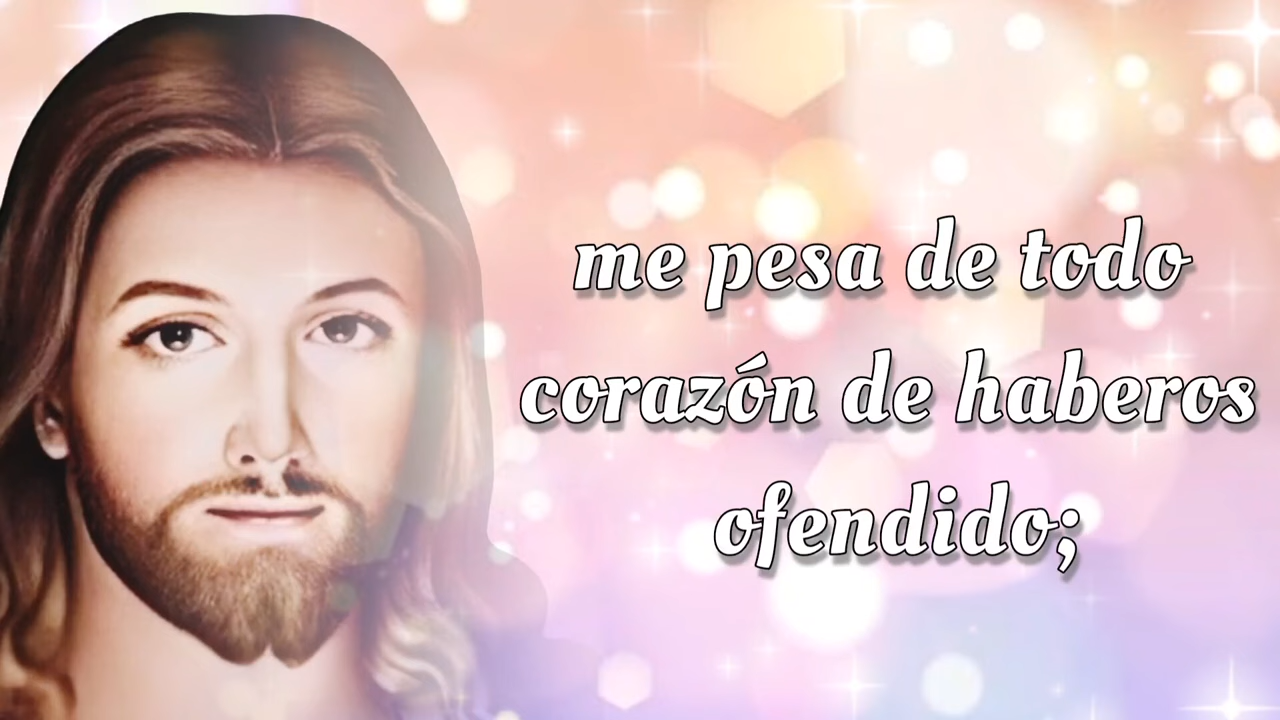 me pesa de todo
corazón de haberos
ofendido;